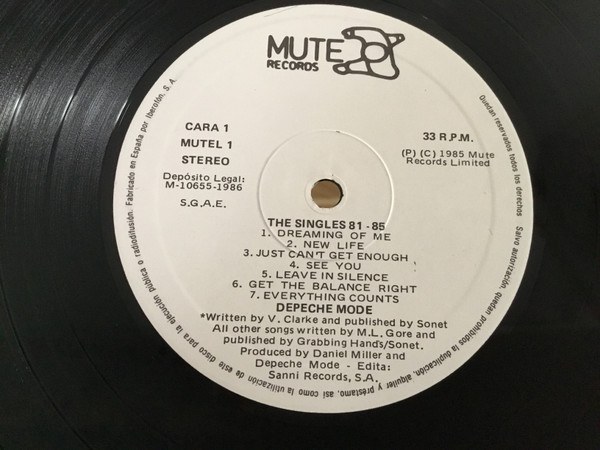 MUTE
RECORDS
CARA 1
MUTEL 1
STEREO
Depósito Legal:
M-10655-1986
S.G.A.E.
33 R.P.M.
(P) (C) 1985 Mute
Records Limited
THE SINGLES 81 - 85
1. DREAMING OF ME
2. NEW LIFE
3. JUST CAN'T GET ENOUGH
4. SEE YOU
5. LEAVE IN SILENCE
6. GET THE BALANCE RIGHT
7. EVERYTHING COUNTS
DEPECHE MODE
*Written by V. Clarke and published by Sonet
All other songs written by M.L. Gore and
published by Grabbing Hands/Sonet.
Produced by Daniel Miller and
Depeche Mode - Edita:
Sanni Records, S.A.
Quedan reservados todos los derechos. Salvo autorización, quedan prohibidos la duplicación, alquiler y préstamo, así como la utilización de este disco para la ejecución pública o radiodifusión. Fabricado en España por Iberofón, S.A.